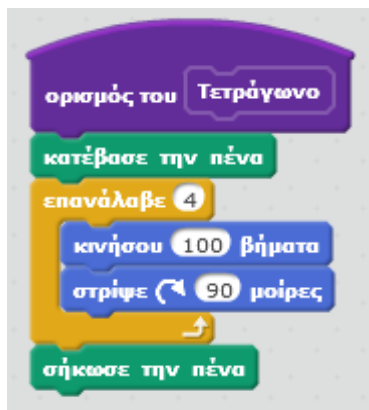 ορισμός του Τετράγωνο
κατέβασε την πένα
επανάλαβε 4
κινήσου 100 βήματα
στρίψε 90 μοίρες
σήκωσε την πένα